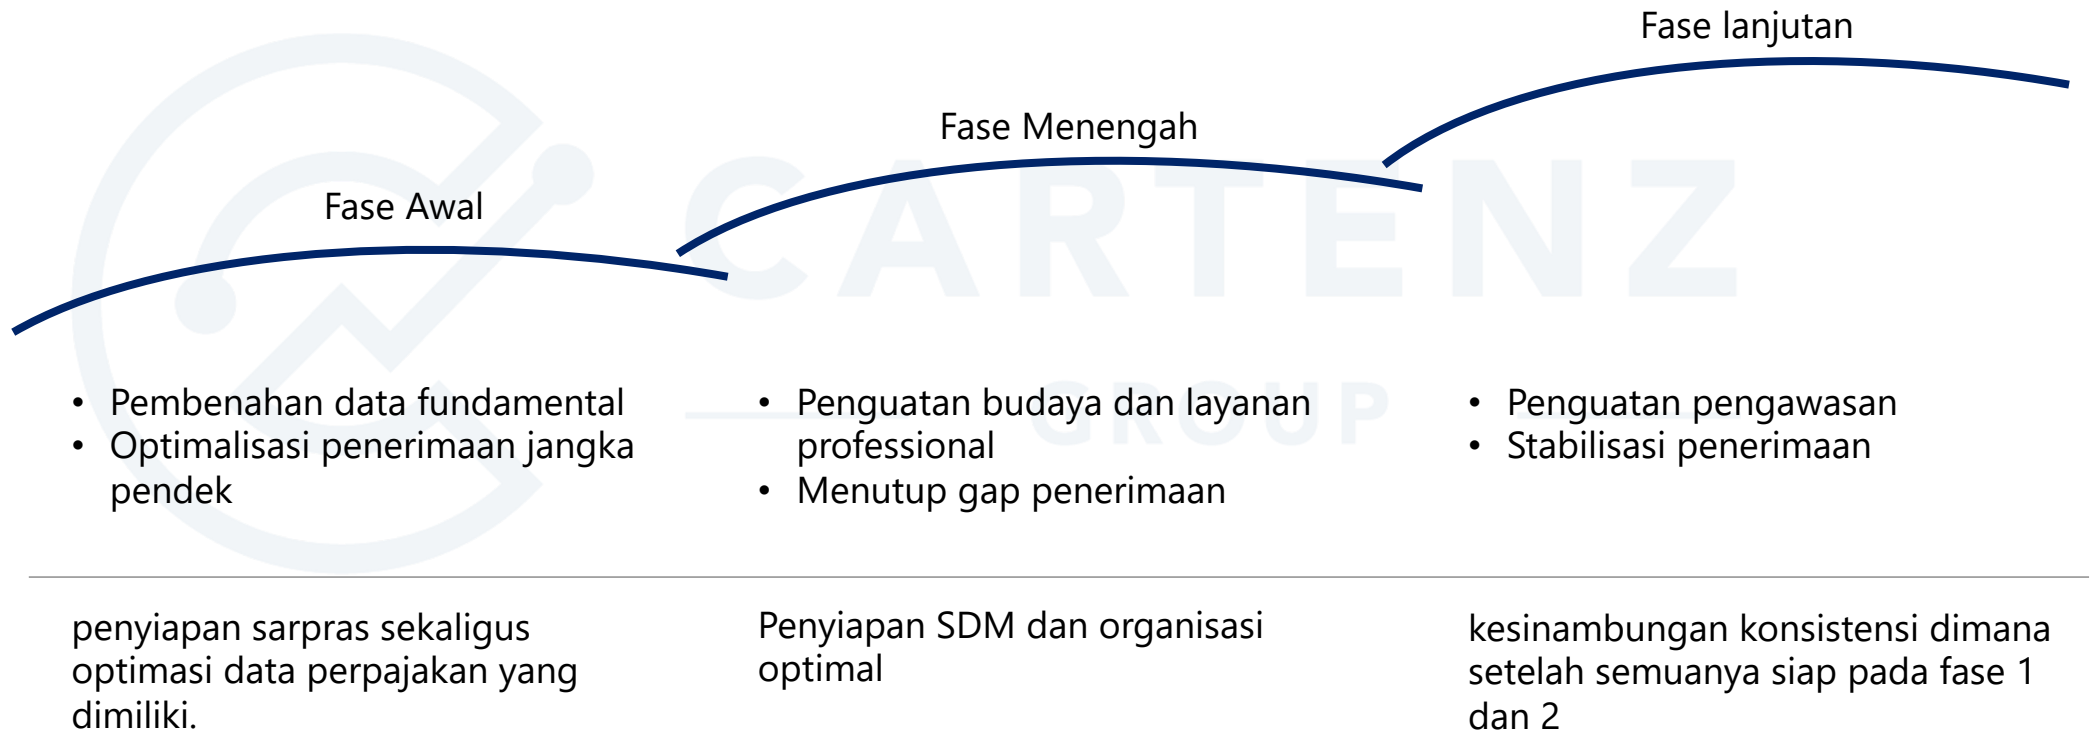 Fase lanjutan
Fase Menengah
Fase Awal
CARTENZ
GROUP
• Pembenahan data fundamental
• Optimalisasi penerimaan jangka
pendek
• Penguatan budaya dan layanan
professional
• Menutup gap penerimaan
• Penguatan pengawasan
• Stabilisasi penerimaan
penyiapan sarpras sekaligus
optimasi data perpajakan yang
dimiliki.
Penyiapan SDM dan organisasi
optimal
kesinambungan konsistensi dimana
setelah semuanya siap pada fase 1
dan 2